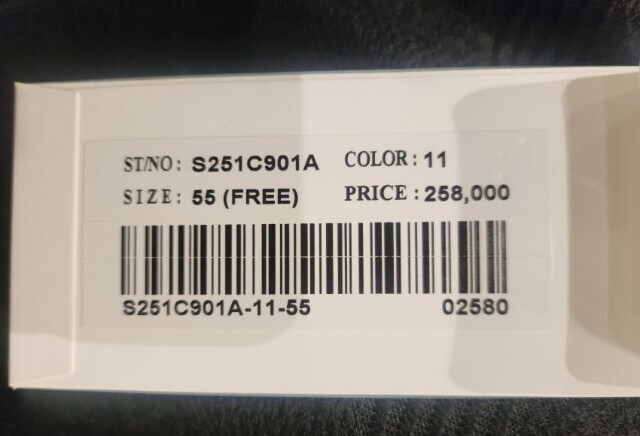 ST/NO: S251C901A COLOR: 11
SIZE: 55 (FREE) PRICE: 258,000
S251C901A-11-55 02580